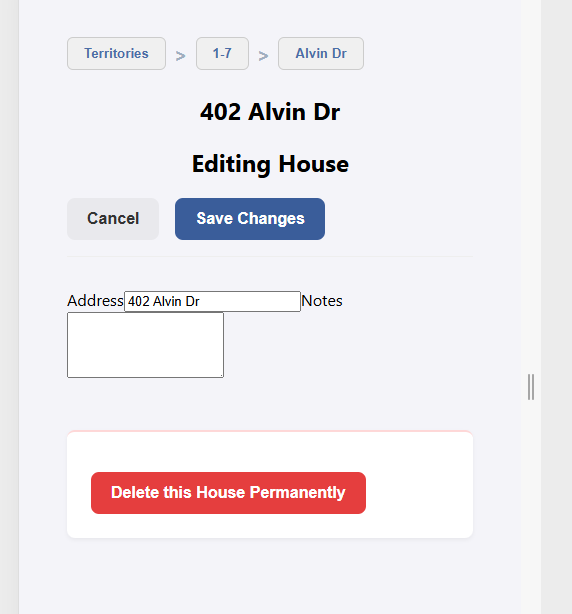 Territories > 1-7 > Alvin Dr
402 Alvin Dr
Editing House
Cancel Save Changes
Address 402 Alvin Dr Notes
Delete this House Permanently